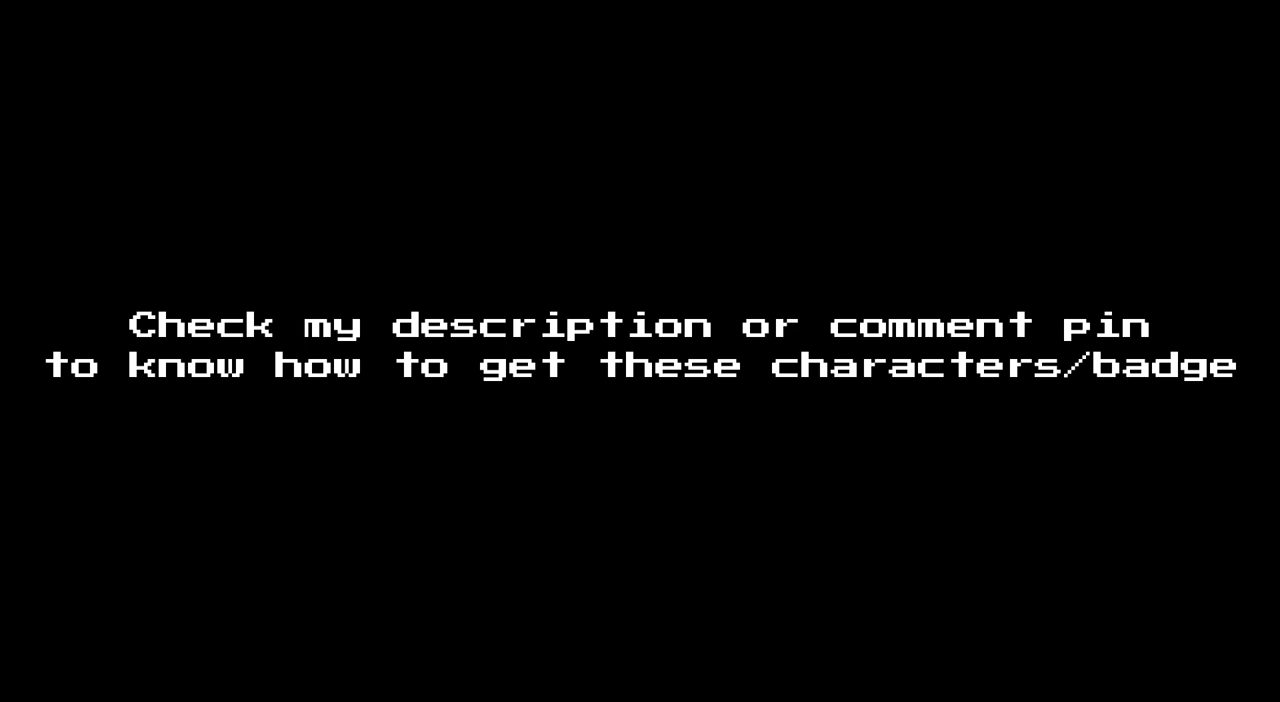 Check my description or comment pin
to know how to get these characters/badge